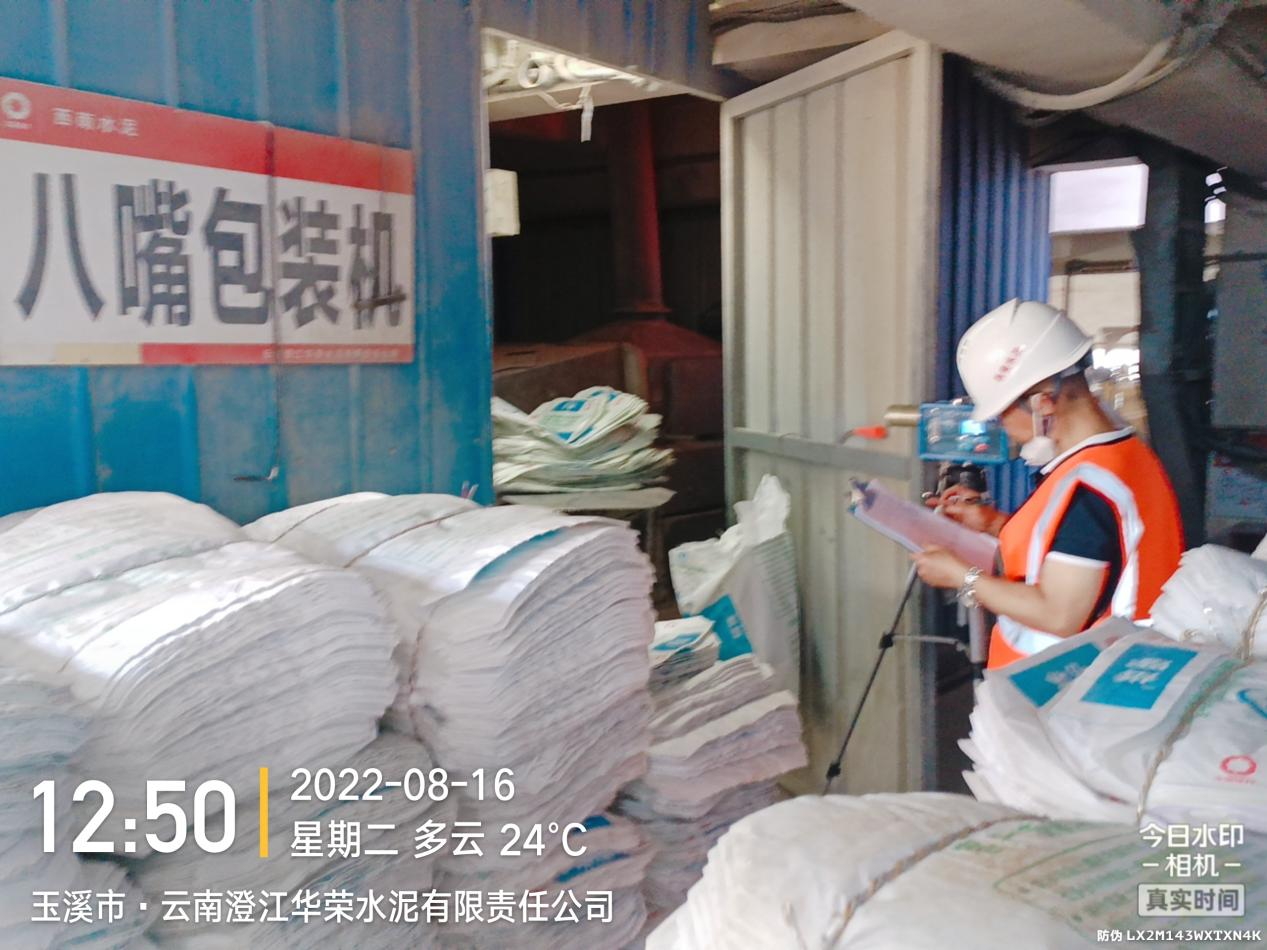 西南水泥
八嘴包装机
12:50
2022-08-16
星期二 多云 24℃
玉溪市·云南澄江华荣水泥有限责任公司
今日水印
相机
真实时间
防伪 LX2M143WXTXN4K